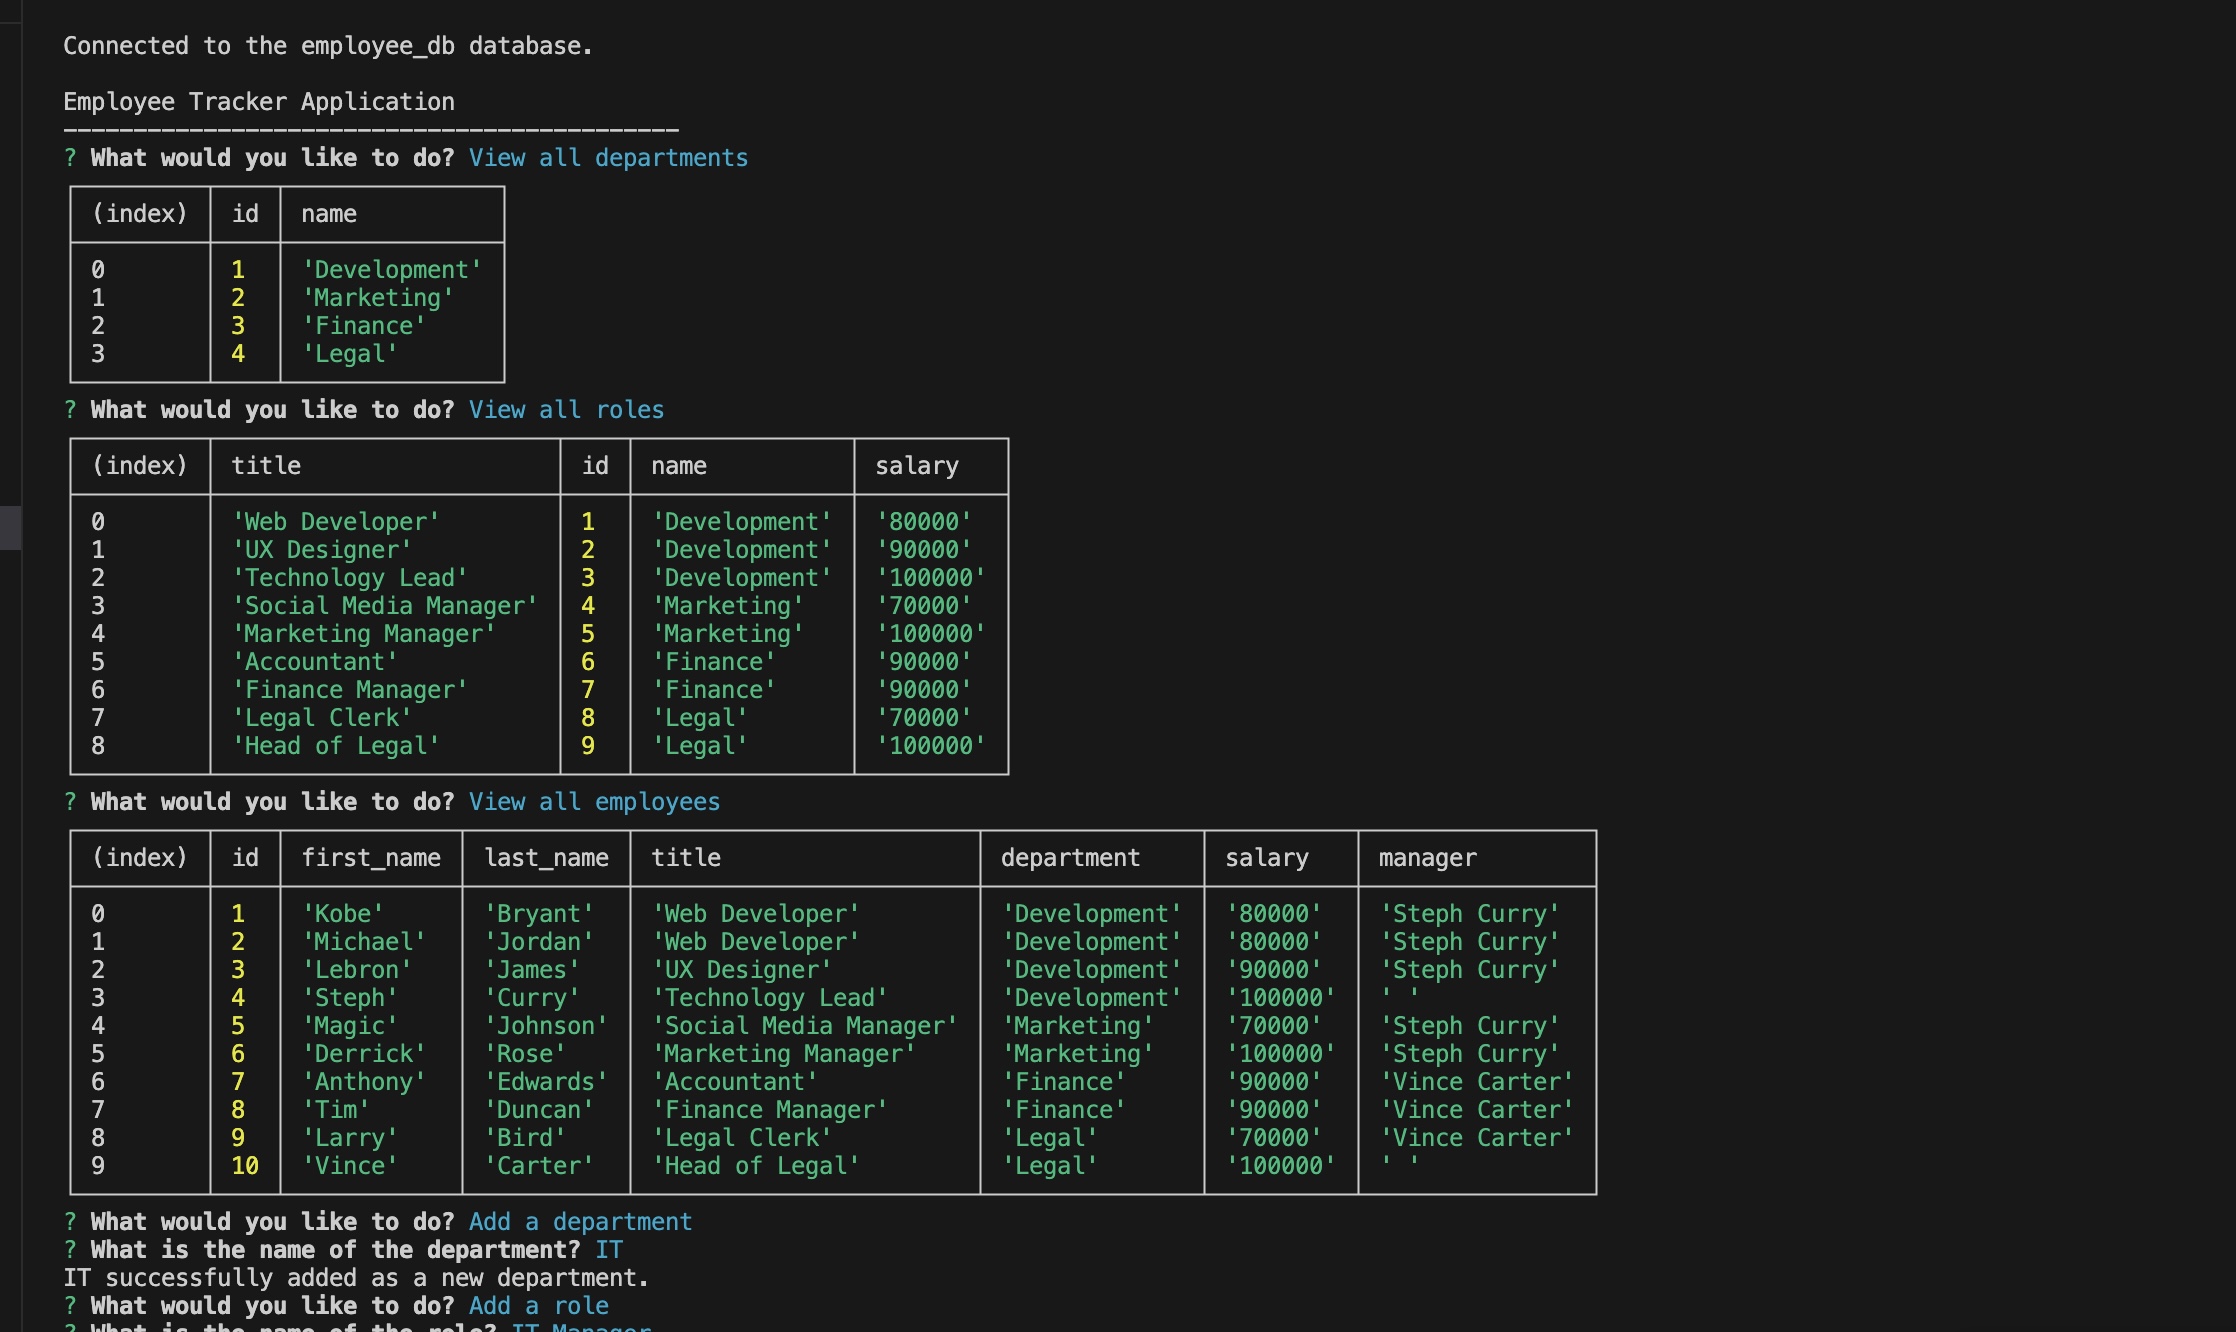 Connected to the employee_db database.
Employee Tracker Application
--------------------------------------------
? What would you like to do? View all departments
(index) id name
0 1 'Development'
1 2 'Marketing'
2 3 'Finance'
3 4 'Legal'
? What would you like to do? View all roles
(index) title id name salary
0 'Web Developer' 1 'Development' '80000'
1 'UX Designer' 2 'Development' '90000'
2 'Technology Lead' 3 'Development' '100000'
3 'Social Media Manager' 4 'Marketing' '70000'
4 'Marketing Manager' 5 'Marketing' '100000'
5 'Accountant' 6 'Finance' '90000'
6 'Finance Manager' 7 'Finance' '90000'
7 'Legal Clerk' 8 'Legal' '70000'
8 'Head of Legal' 9 'Legal' '100000'
? What would you like to do? View all employees
(index) id first_name last_name title department salary manager
0 1 'Kobe' 'Bryant' 'Web Developer' 'Development' '80000' 'Steph Curry'
1 2 'Michael' 'Jordan' 'Web Developer' 'Development' '80000' 'Steph Curry'
2 3 'Lebron' 'James' 'UX Designer' 'Development' '90000' 'Steph Curry'
3 4 'Steph' 'Curry' 'Technology Lead' 'Development' '100000' ' '
4 5 'Magic' 'Johnson' 'Social Media Manager' 'Marketing' '70000' 'Steph Curry'
5 6 'Derrick' 'Rose' 'Marketing Manager' 'Marketing' '100000' 'Steph Curry'
6 7 'Anthony' 'Edwards' 'Accountant' 'Finance' '90000' 'Vince Carter'
7 8 'Tim' 'Duncan' 'Finance Manager' 'Finance' '90000' 'Vince Carter'
8 9 'Larry' 'Bird' 'Legal Clerk' 'Legal' '70000' 'Vince Carter'
9 10 'Vince' 'Carter' 'Head of Legal' 'Legal' '100000' ' '
? What would you like to do? Add a department
? What is the name of the department? IT
IT successfully added as a new department.
? What would you like to do? Add a role
? What is the name of the role? IT Manager